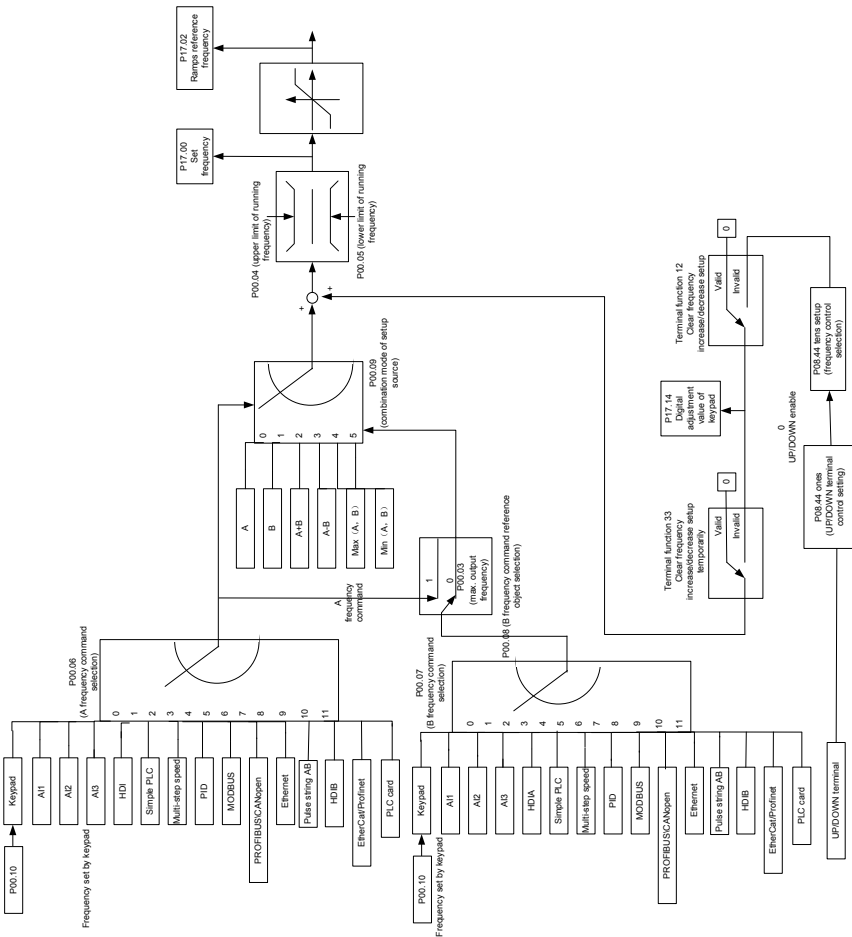 P17.02
Ramps reference
frequency
P17.00
Set
frequency
P00.04 (upper limit of running
frequency)
P00.05 (lower limit of running
frequency)
+
+
P00.06
(A frequency command
selection)
0
1
2
3
4
5
6
7
8
9
10
11
P00.10
Frequency set by keypad
Keypad
AI1
AI2
AI3
HDI
Simple PLC
Multi-step speed
PID
MODBUS
PROFIBUS\CANopen
Ethernet
Pulse string AB
HDIB
EtherCat/Profinet
PLC card
A
frequency
command
A
B
A+B
A-B
Max（A，B）
Min（A，B）
0
1
2
3
4
5
P00.09
(combination mode of setup
source)
1
0
P00.03
(max. output
frequency)
P00.08 (B frequency command reference
object selection)
P00.07
(B frequency command
selection)
0
1
2
3
4
5
6
7
8
9
10
11
P00.10
Frequency set by keypad
Keypad
AI1
AI2
AI3
HDIA
Simple PLC
Multi-step speed
PID
MODBUS
PROFIBUS\CANopen
Ethernet
Pulse string AB
HDIB
EtherCat/Profinet
PLC card
Terminal function 33
Clear frequency
increase/decrease setup
temporarily
Valid
Invalid
0
P17.14
Digital
adjustment
value of
keypad
Terminal function 12
Clear frequency
increase/decrease setup
Valid
Invalid
0
UP/DOWN terminal
P08.44 ones
(UP/DOWN terminal
control setting)
0
UP/DOWN enable
P08.44 tens setup
(frequency control
selection)